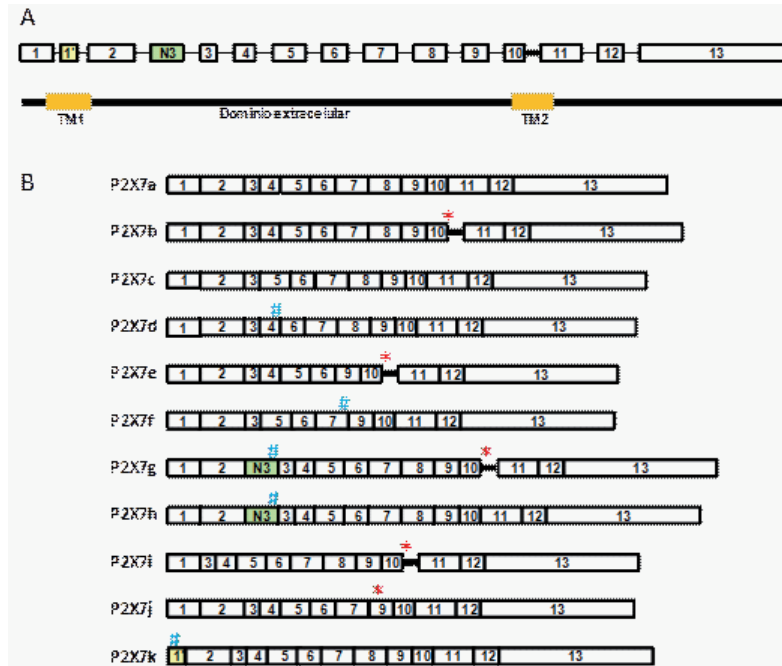 A
1 1' 2 N3 3 4 5 6 7 8 9 10 11 12 13
TM1 Domínio extracelular TM2
B
P2X7a 1 2 3 4 5 6 7 8 9 10 11 12 13
*
P2X7b 1 2 3 4 5 6 7 8 9 10 11 12 13
P2X7c 1 2 3 5 6 7 8 9 10 11 12 13
#
P2X7d 1 2 3 4 6 7 8 9 10 11 12 13
*
P2X7e 1 2 3 4 5 6 9 10 11 12 13
#
P2X7f 1 2 3 5 6 7 9 10 11 12 13
# *
P2X7g 1 2 N3 3 4 5 6 7 8 9 10 11 12 13
#
P2X7h 1 2 N3 3 4 5 6 7 8 9 10 11 12 13
*
P2X7i 1 3 4 5 6 7 8 9 10 11 12 13
*
P2X7j 1 2 3 4 5 6 7 9 10 11 12 13
#
P2X7k 1' 2 3 4 5 6 7 8 9 10 11 12 13